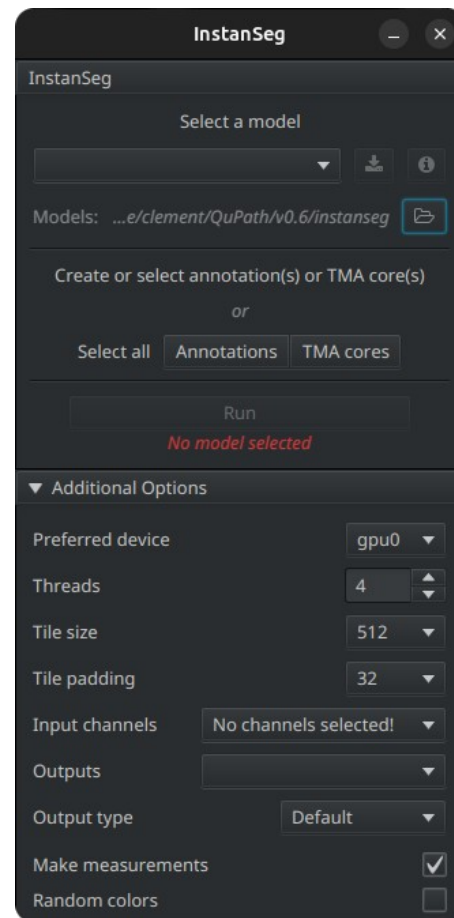 InstanSeg
InstanSeg
Select a model
Models: ...e/clement/QuPath/v0.6/instanseg
Create or select annotation(s) or TMA core(s)
or
Select all Annotations TMA cores
Run
No model selected
Additional Options
Preferred device gpu0
Threads 4
Tile size 512
Tile padding 32
Input channels No channels selected!
Outputs
Output type Default
Make measurements
Random colors